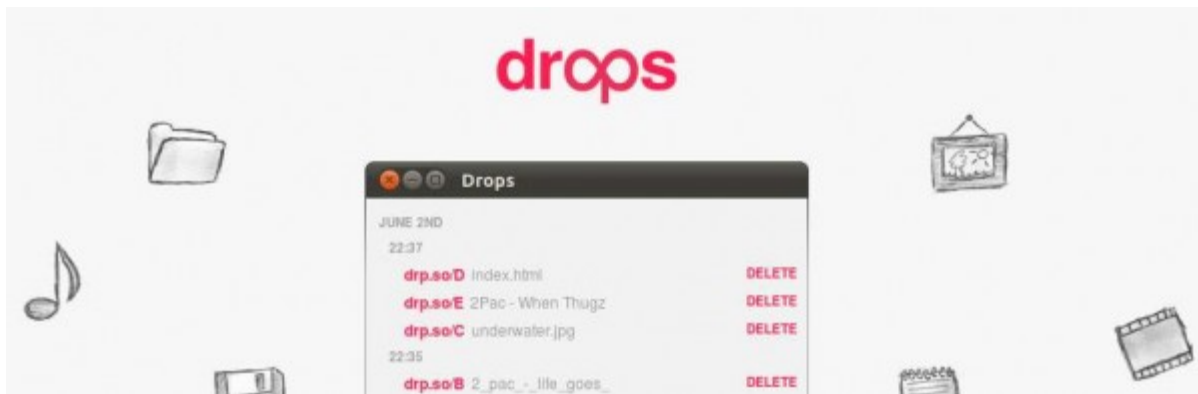 drops
Drops
JUNE 2ND
22:37
drp.so/D Index.html DELETE
drp.so/E 2Pac - When Thugz DELETE
drp.so/C underwater.jpg DELETE
22:35
drp.so/B 2_pac_-_life_goes_ DELETE